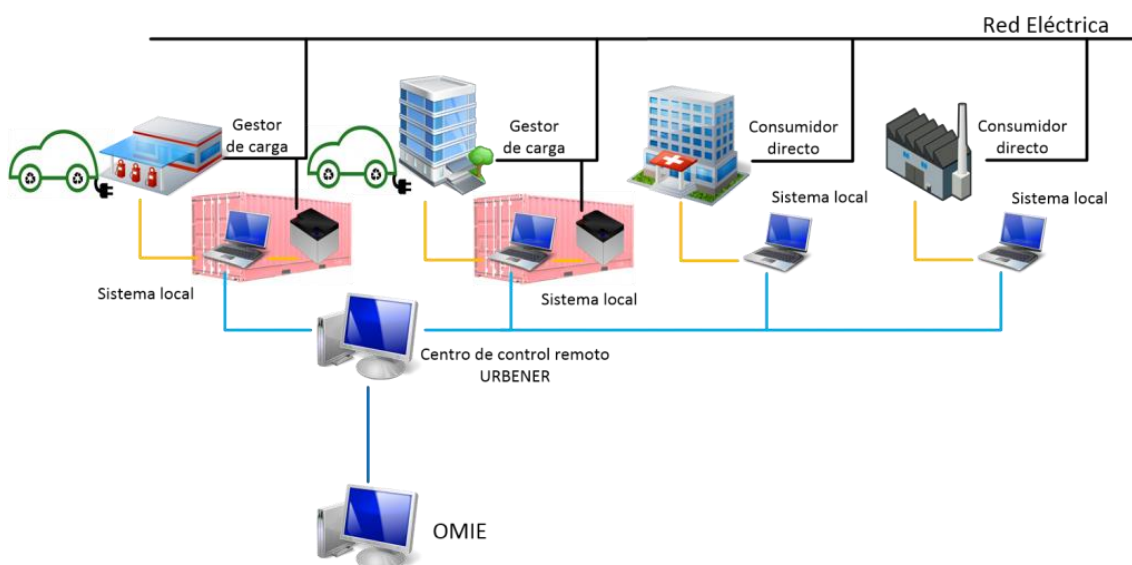 Red Eléctrica
Gestor
de carga
Gestor
de carga
Consumidor
directo
Consumidor
directo
Sistema local
Sistema local
Sistema local
Sistema local
Centro de control remoto
URBENER
OMIE